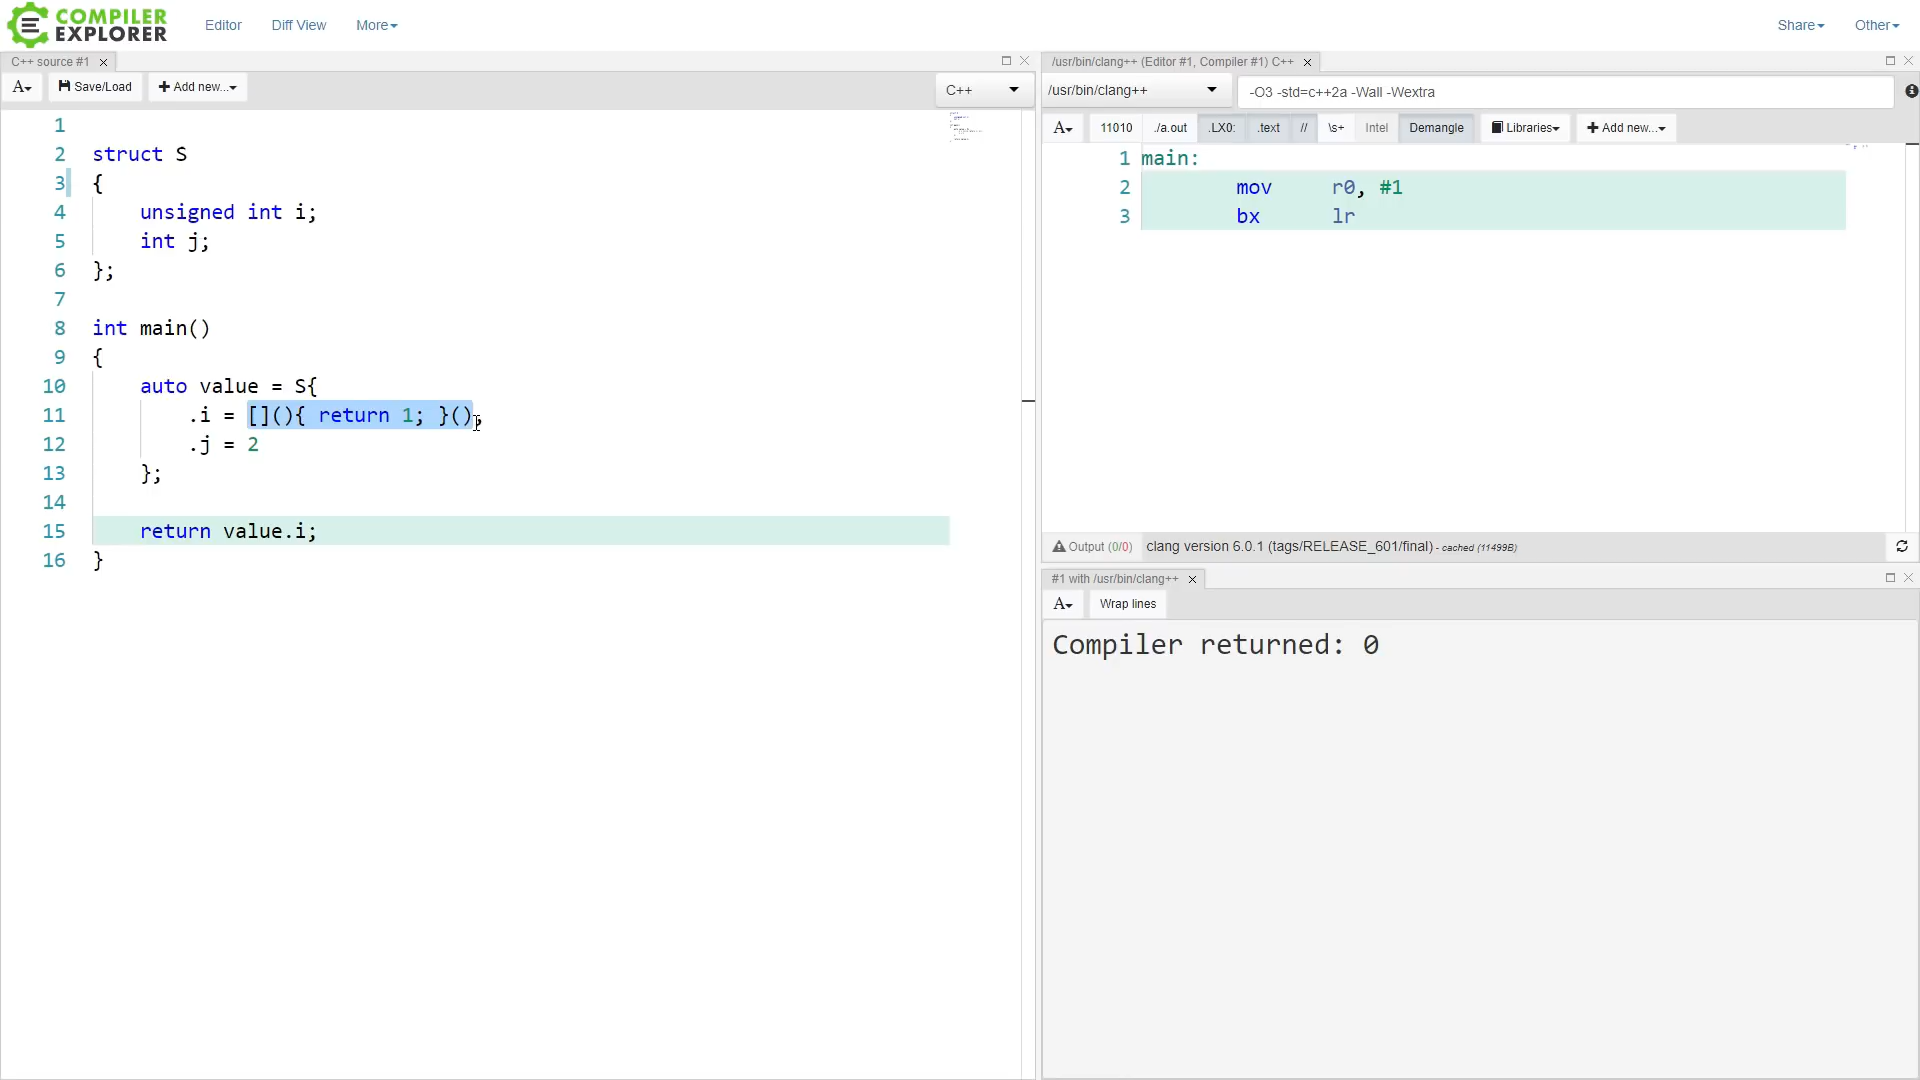 COMPILER
EXPLORER
Editor
Diff View
More
Share
Other
C++ source #1
A
Save/Load
Add new...
C++
1
2 struct S
3 {
4 unsigned int i;
5 int j;
6 };
7
8 int main()
9 {
10 auto value = S{
11 .i = [](){ return 1; }(),
12 .j = 2
13 };
14
15 return value.i;
16 }
/usr/bin/clang++ (Editor #1, Compiler #1) C++
/usr/bin/clang++
-O3 -std=c++2a -Wall -Wextra
A
11010
./a.out
.LX0:
.text
//
\s+
Intel
Demangle
Libraries
Add new...
1 main:
2 mov r0, #1
3 bx lr
Output (0/0) clang version 6.0.1 (tags/RELEASE_601/final) - cached (11499B)
#1 with /usr/bin/clang++
A
Wrap lines
Compiler returned: 0